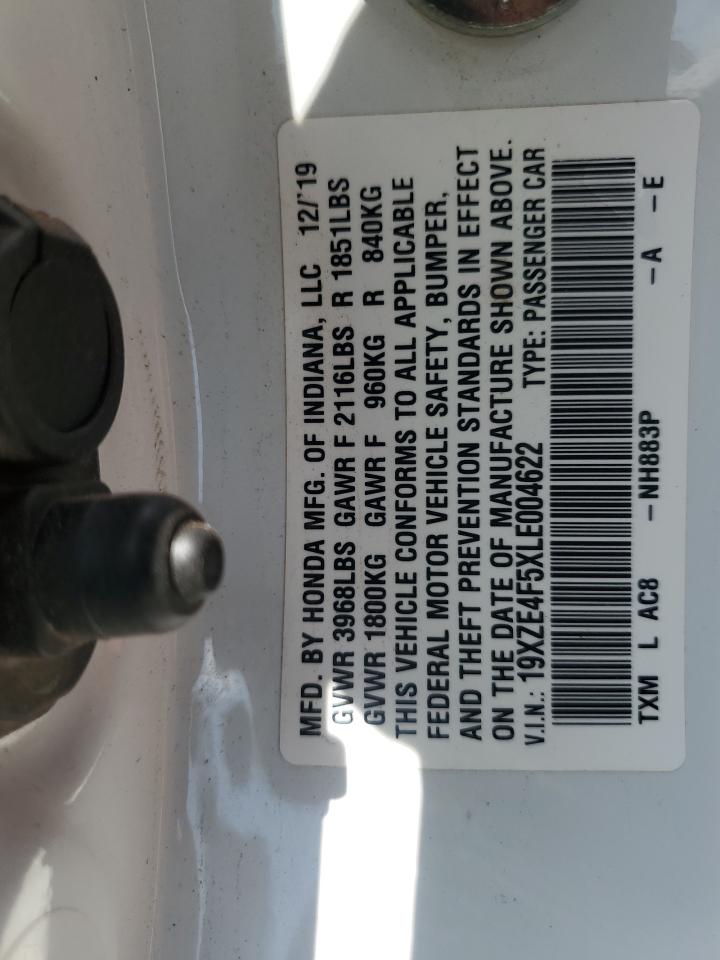 MFD. BY HONDA MFG. OF INDIANA, LLC 12/'19
GVWR 3968LBS GAWR F 2116LBS R 1851LBS
GVWR 1800KG GAWR F 960KG R 840KG
THIS VEHICLE CONFORMS TO ALL APPLICABLE
FEDERAL MOTOR VEHICLE SAFETY, BUMPER,
AND THEFT PREVENTION STANDARDS IN EFFECT
ON THE DATE OF MANUFACTURE SHOWN ABOVE.
V.I.N.: 19XZE4F5XLE004622 TYPE: PASSENGER CAR
TXM L AC8 –NH883P –A –E